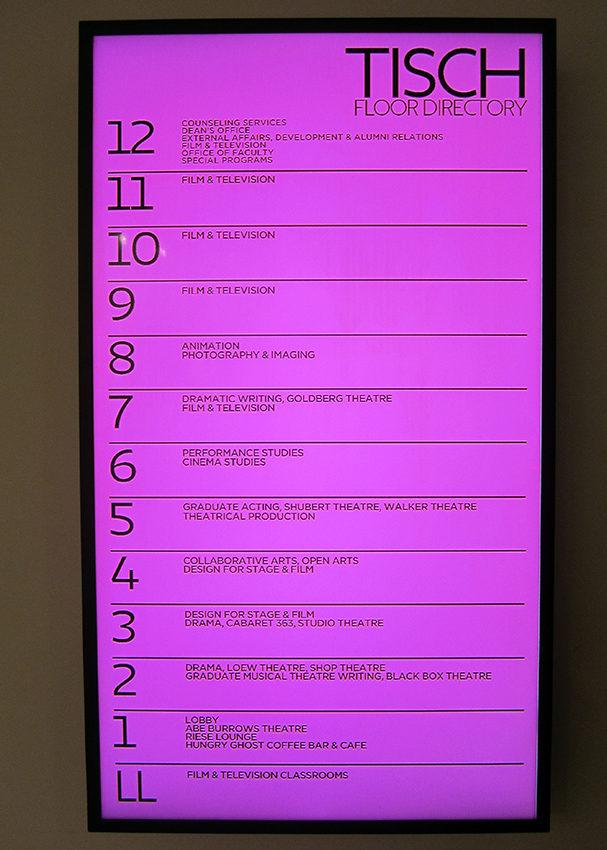 TISCH
FLOOR DIRECTORY
12
COUNSELING SERVICES
DEAN'S OFFICE
EXTERNAL AFFAIRS, DEVELOPMENT & ALUMNI RELATIONS
FILM & TELEVISION
OFFICE OF FACULTY
SPECIAL PROGRAMS
11
FILM & TELEVISION
10
FILM & TELEVISION
9
FILM & TELEVISION
8
ANIMATION
PHOTOGRAPHY & IMAGING
7
DRAMATIC WRITING, GOLDBERG THEATRE
FILM & TELEVISION
6
PERFORMANCE STUDIES
CINEMA STUDIES
5
GRADUATE ACTING, SHUBERT THEATRE, WALKER THEATRE
THEATRICAL PRODUCTION
4
COLLABORATIVE ARTS, OPEN ARTS
DESIGN FOR STAGE & FILM
3
DESIGN FOR STAGE & FILM
DRAMA, CABARET 363, STUDIO THEATRE
2
DRAMA, LOEW THEATRE, SHOP THEATRE
GRADUATE MUSICAL THEATRE WRITING, BLACK BOX THEATRE
1
LOBBY
ABE BURROWS THEATRE
RIESE LOUNGE
HUNGRY GHOST COFFEE BAR & CAFE
LL
FILM & TELEVISION CLASSROOMS